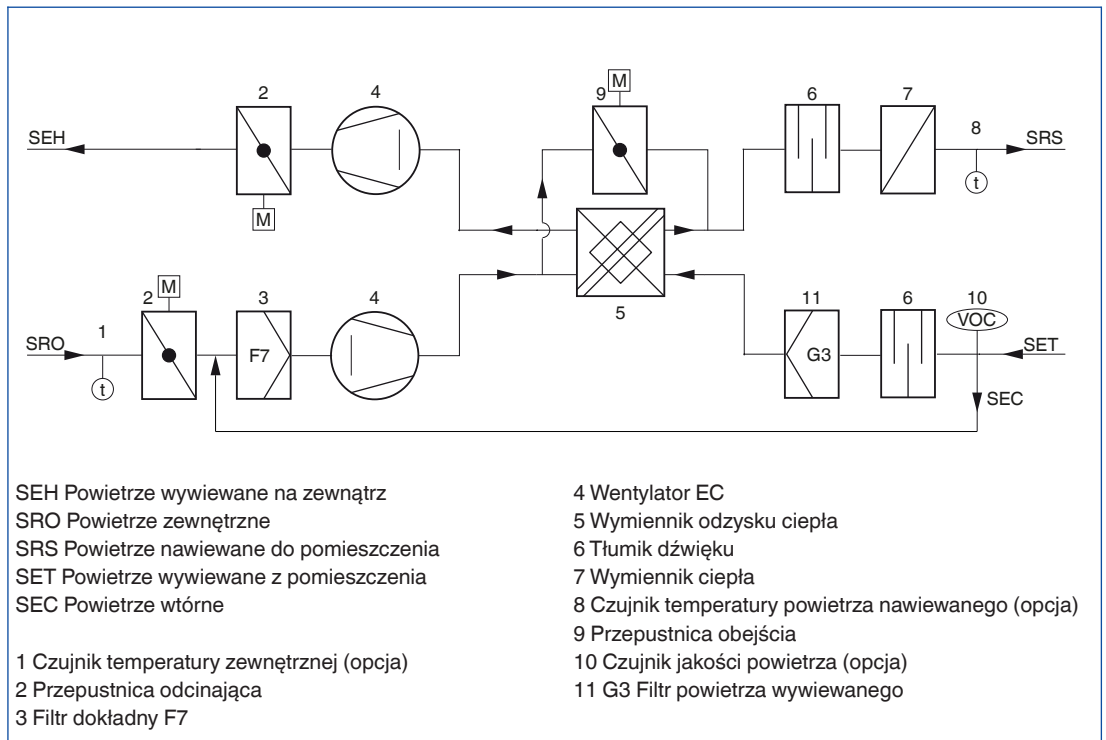 2
4
M
9
6
7
8
SEH
SRS
M
t
5
2
M
3
4
11
6
10
1
VOC
SRO
F7
G3
SET
t
SEC
SEH Powietrze wywiewane na zewnątrz
SRO Powietrze zewnętrzne
SRS Powietrze nawiewane do pomieszczenia
SET Powietrze wywiewane z pomieszczenia
SEC Powietrze wtórne
1 Czujnik temperatury zewnętrznej (opcja)
2 Przepustnica odcinająca
3 Filtr dokładny F7
4 Wentylator EC
5 Wymiennik odzysku ciepła
6 Tłumik dźwięku
7 Wymiennik ciepła
8 Czujnik temperatury powietrza nawiewanego (opcja)
9 Przepustnica obejścia
10 Czujnik jakości powietrza (opcja)
11 G3 Filtr powietrza wywiewanego